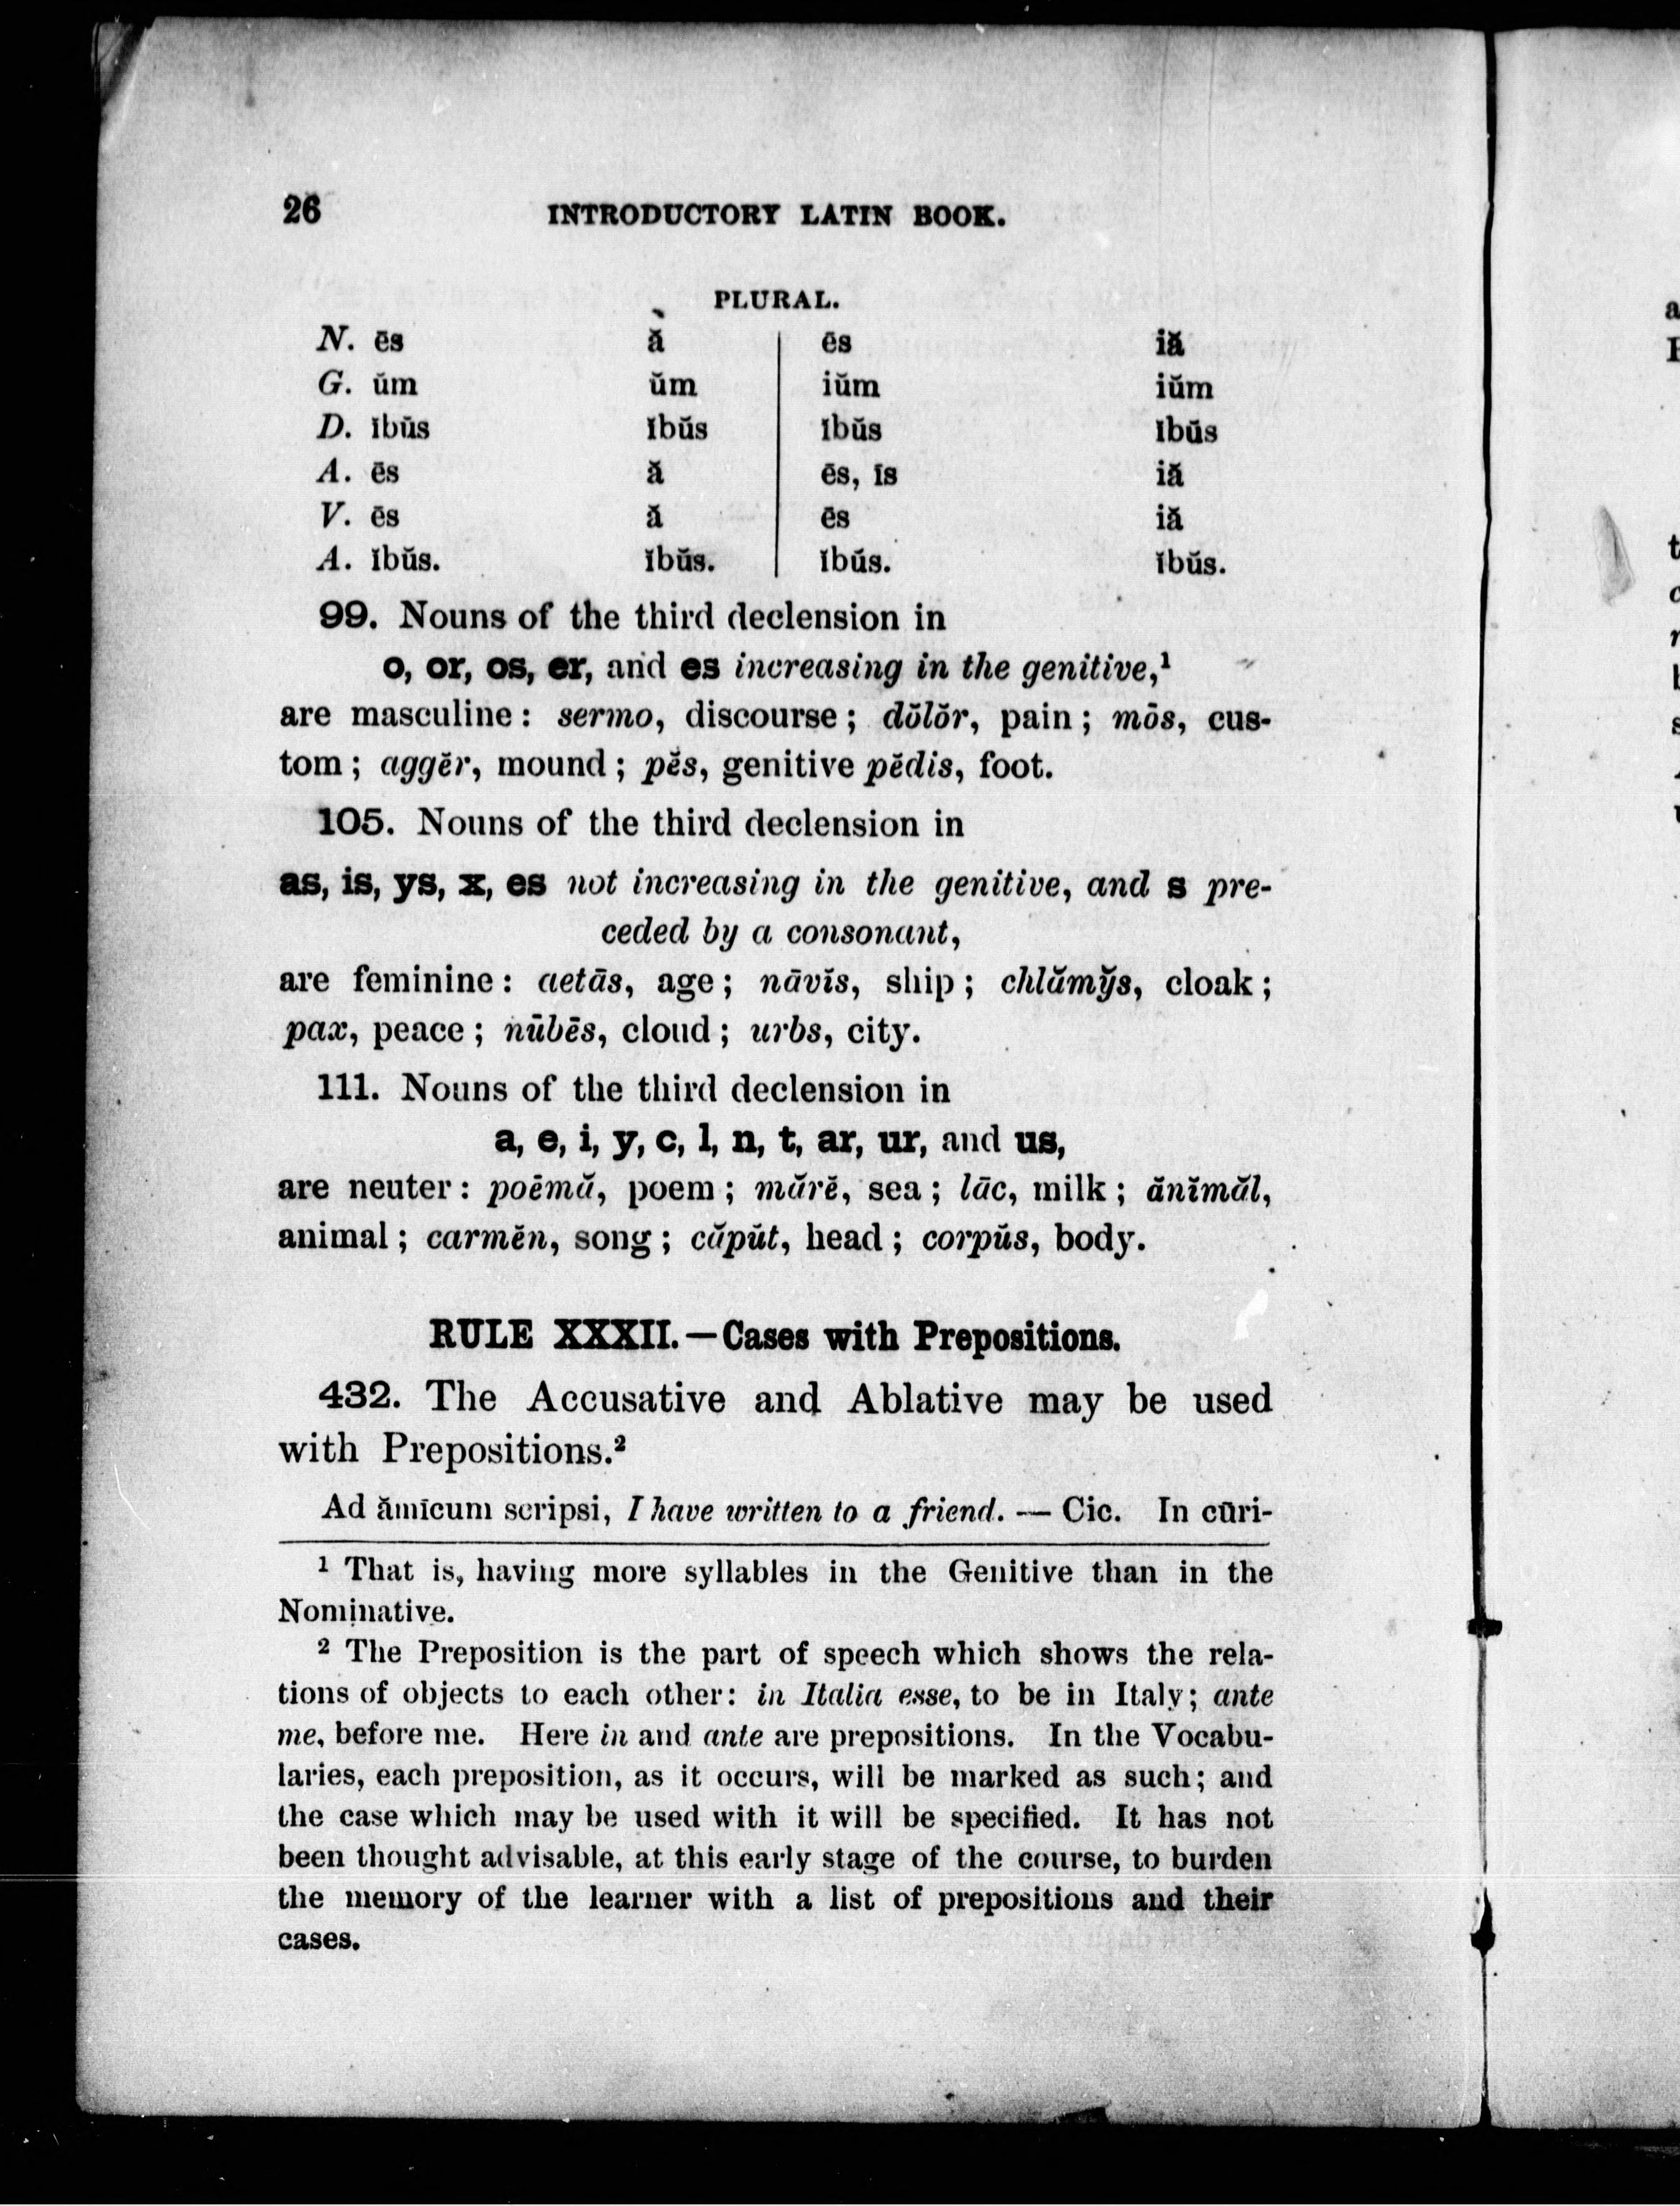 26 INTRODUCTORY LATIN BOOK.
PLURAL.
N. ēs ă ēs iă
G. ŭm ŭm iŭm iŭm
D. ĭbŭs ĭbŭs ĭbŭs ĭbŭs
A. ēs ă ēs, īs iă
V. ēs ă ēs iă
A. ĭbŭs. ĭbŭs. ĭbŭs. ĭbŭs.
99. Nouns of the third declension in
o, or, os, er, and es increasing in the genitive,¹
are masculine: sermo, discourse; dŏlŏr, pain; mōs, cus-
tom; aggĕr, mound; pēs, genitive pĕdis, foot.
105. Nouns of the third declension in
as, is, ys, x, es not increasing in the genitive, and s pre-
ceded by a consonant,
are feminine: aetās, age; nāvĭs, ship; chlămўs, cloak;
pax, peace; nūbēs, cloud; urbs, city.
111. Nouns of the third declension in
a, e, i, y, c, l, n, t, ar, ur, and us,
are neuter: poēmă, poem; mărĕ, sea; lāc, milk; ănĭmăl,
animal; carmĕn, song; căpŭt, head; corpŭs, body.
RULE XXXII.—Cases with Prepositions.
432. The Accusative and Ablative may be used
with Prepositions.²
Ad ămīcum scripsi, I have written to a friend. — Cic. In cūri-
¹ That is, having more syllables in the Genitive than in the
Nominative.
² The Preposition is the part of speech which shows the rela-
tions of objects to each other: in Italia esse, to be in Italy; ante
me, before me. Here in and ante are prepositions. In the Vocabu-
laries, each preposition, as it occurs, will be marked as such; and
the case which may be used with it will be specified. It has not
been thought advisable, at this early stage of the course, to burden
the memory of the learner with a list of prepositions and their
cases.